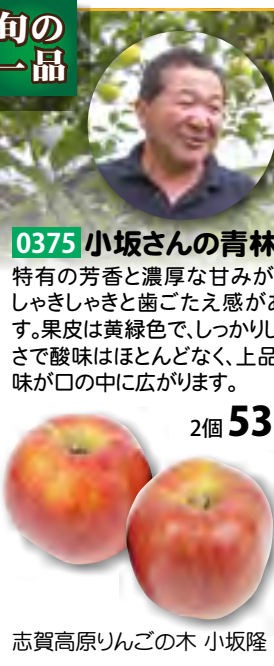 旬の
一品
0375 小坂さんの青林
特有の芳香と濃厚な甘みが
しゃきしゃきと歯ごたえ感があ
す。果皮は黄緑色で、しっかりし
さで酸味はほとんどなく、上品
味が口の中に広がります。
2個 53
志賀高原りんごの木 小坂隆